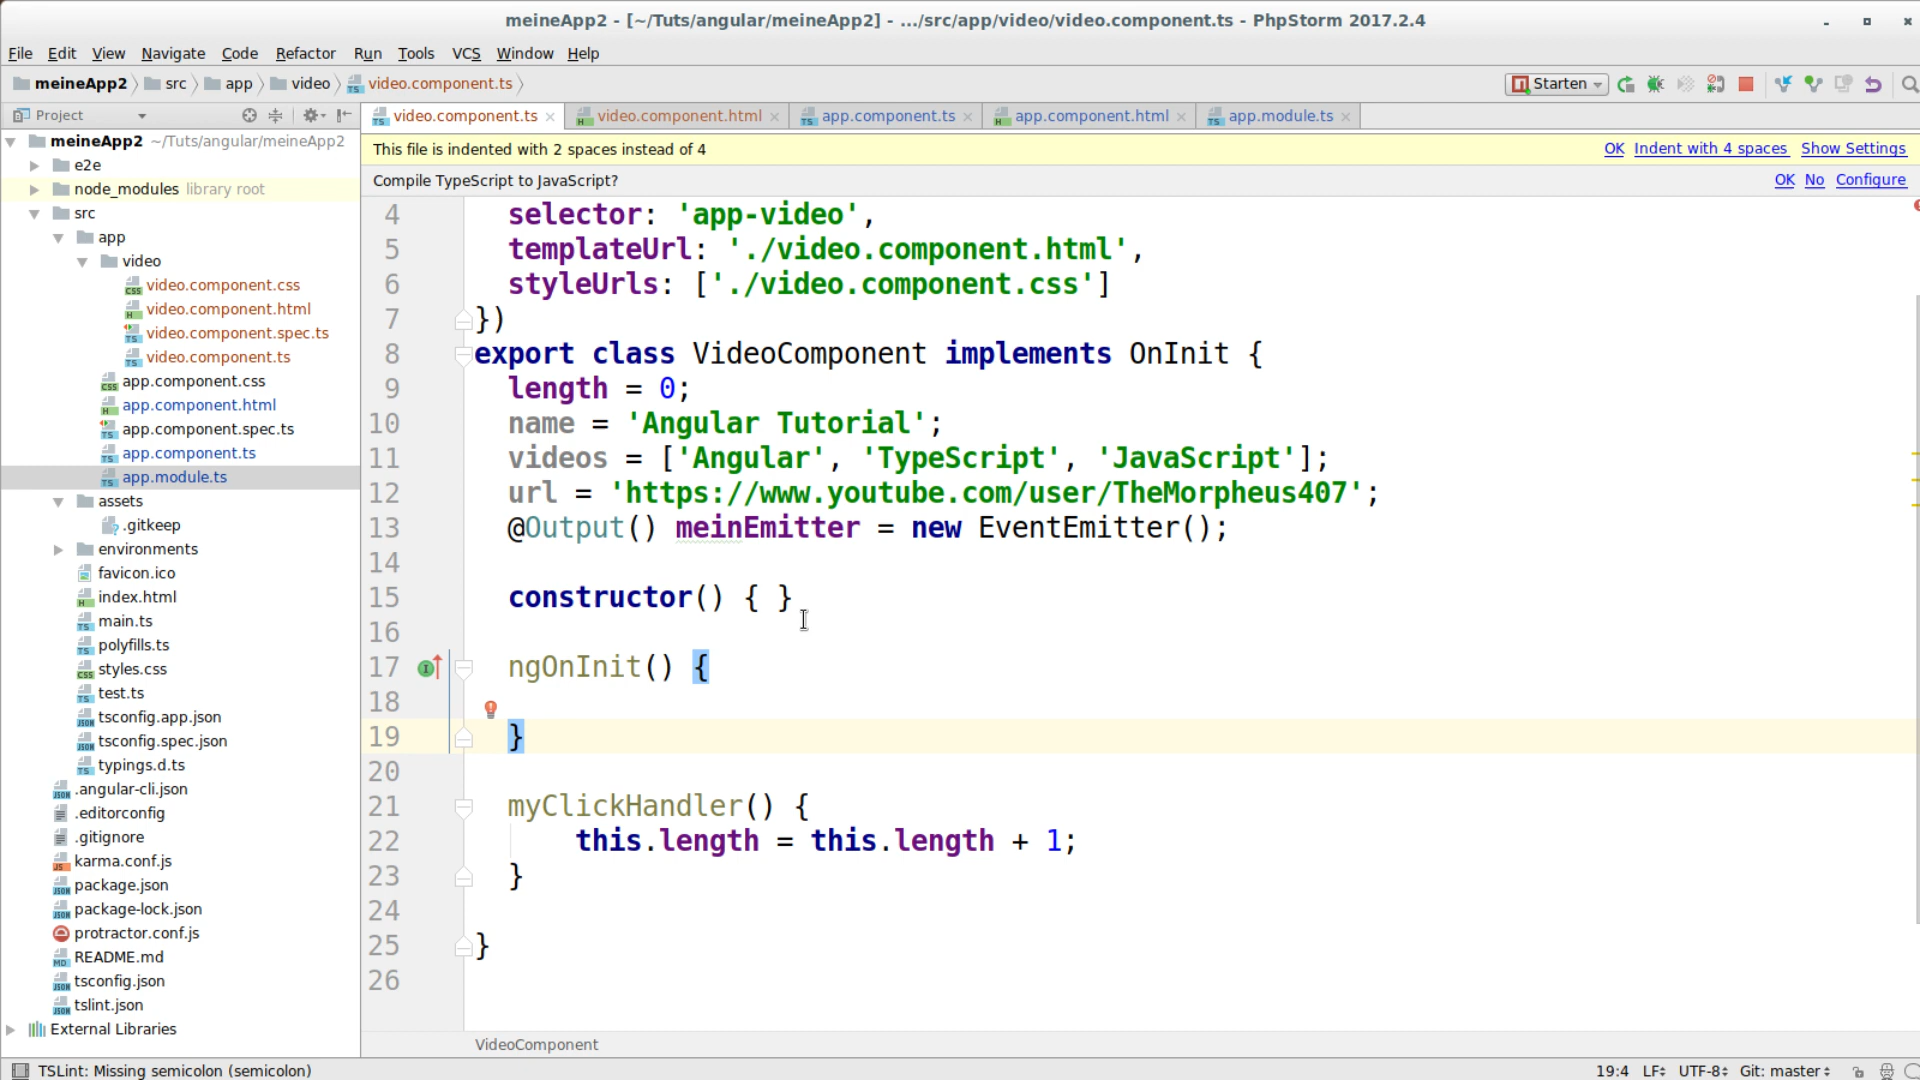 meineApp2 - [~/Tuts/angular/meineApp2] - .../src/app/video/video.component.ts - PhpStorm 2017.2.4
File Edit View Navigate Code Refactor Run Tools VCS Window Help
meineApp2 src app video video.component.ts Starten
Project
video.component.ts video.component.html app.component.ts app.component.html app.module.ts
This file is indented with 2 spaces instead of 4 OK Indent with 4 spaces Show Settings
Compile TypeScript to JavaScript? OK No Configure
meineApp2 ~/Tuts/angular/meineApp2
e2e
node_modules library root
src
app
video
video.component.css
video.component.html
video.component.spec.ts
video.component.ts
app.component.css
app.component.html
app.component.spec.ts
app.component.ts
app.module.ts
assets
.gitkeep
environments
favicon.ico
index.html
main.ts
polyfills.ts
styles.css
test.ts
tsconfig.app.json
tsconfig.spec.json
typings.d.ts
.angular-cli.json
.editorconfig
.gitignore
karma.conf.js
package.json
package-lock.json
protractor.conf.js
README.md
tsconfig.json
tslint.json
External Libraries
4 selector: 'app-video',
5 templateUrl: './video.component.html',
6 styleUrls: ['./video.component.css']
7 })
8 export class VideoComponent implements OnInit {
9 length = 0;
10 name = 'Angular Tutorial';
11 videos = ['Angular', 'TypeScript', 'JavaScript'];
12 url = 'https://www.youtube.com/user/TheMorpheus407';
13 @Output() meinEmitter = new EventEmitter();
14
15 constructor() { }
16
17 ngOnInit() {
18
19 }
20
21 myClickHandler() {
22 this.length = this.length + 1;
23 }
24
25 }
26
VideoComponent
TSLint: Missing semicolon (semicolon) 19:4 LF UTF-8 Git: master